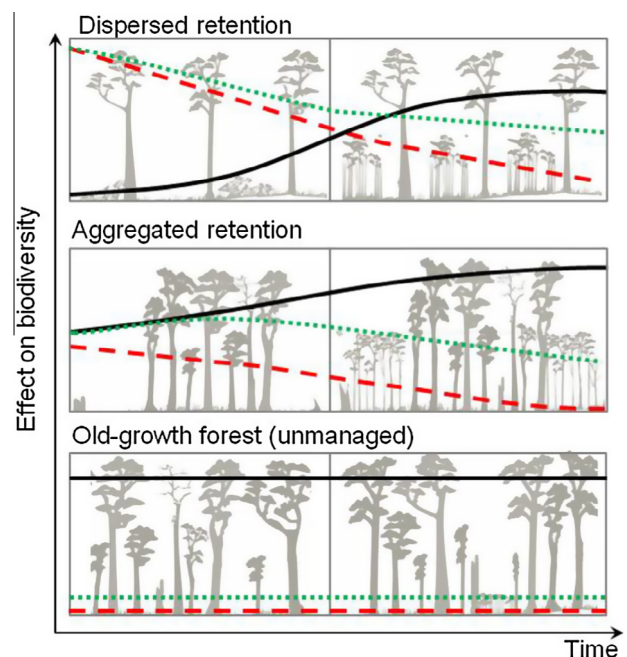 Dispersed retention
Aggregated retention
Old-growth forest (unmanaged)
Effect on biodiversity
Time